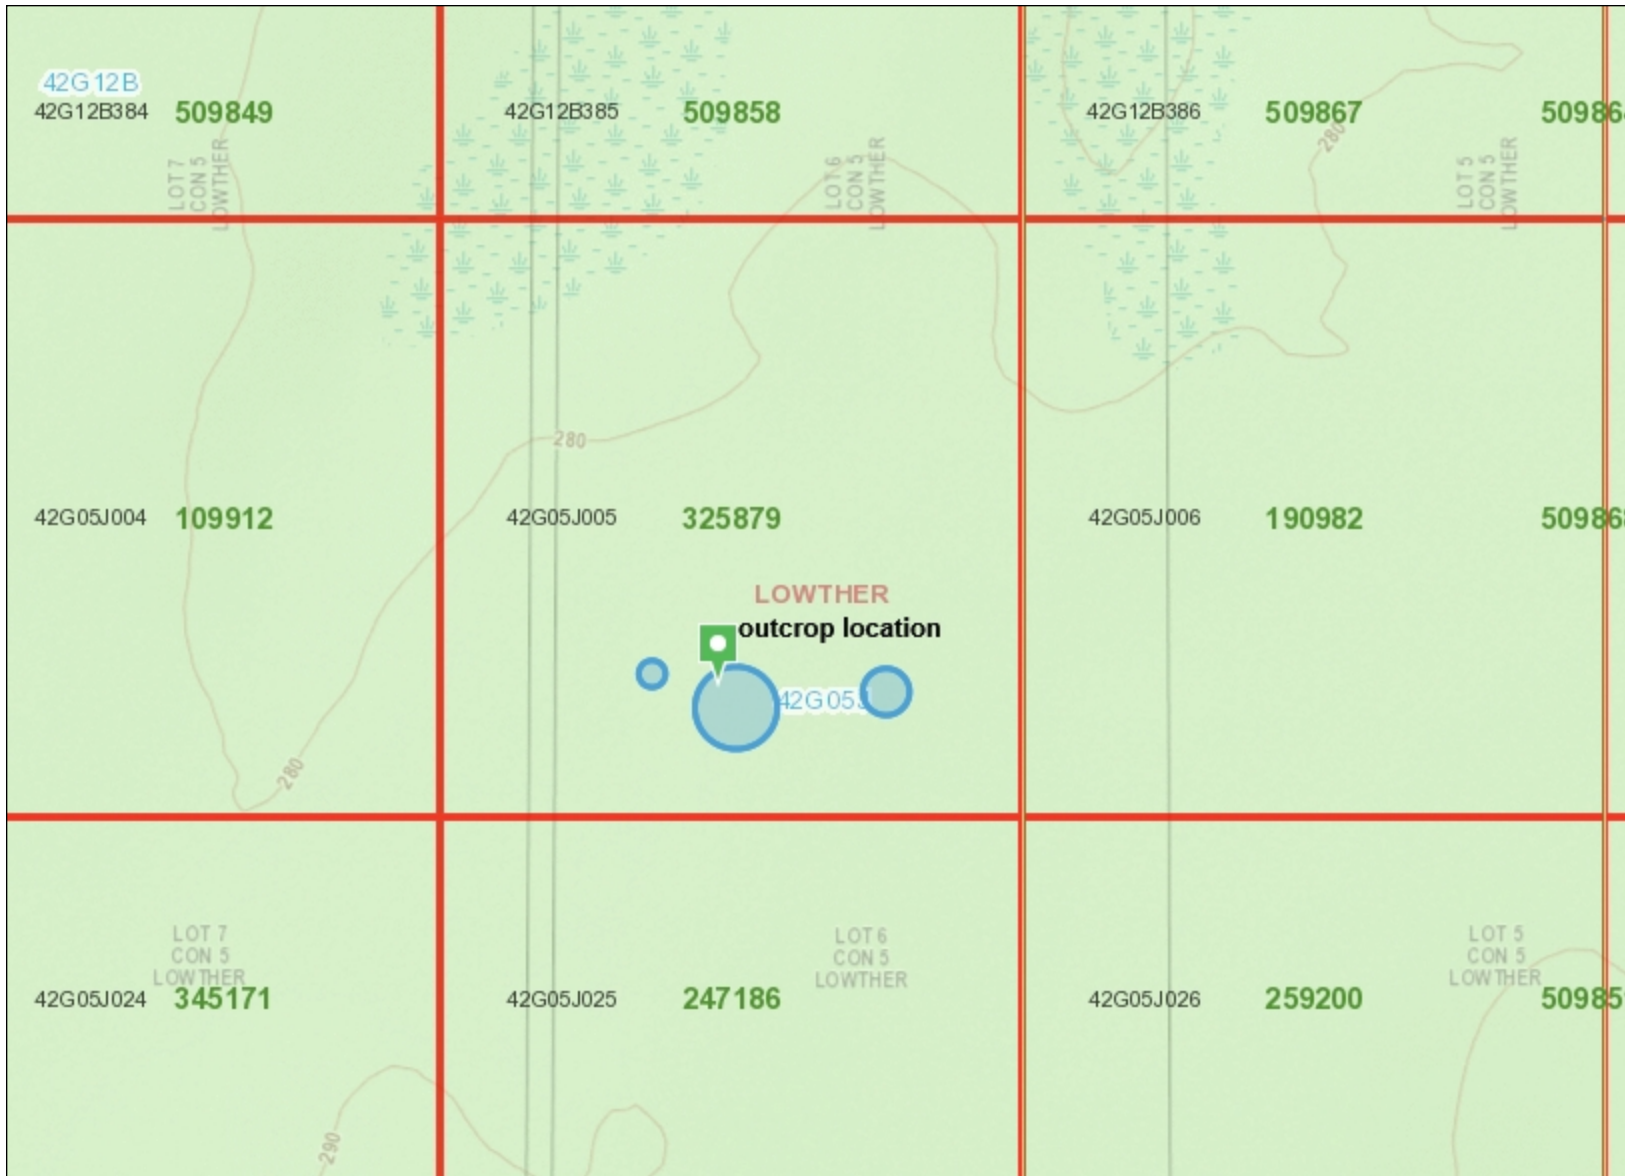 42G12B
42G12B384 509849
42G12B385 509858
42G12B386 509867
LOT 7
CON 5
LOWTHER
LOT 6
CON 5
LOWTHER
280
LOT 5
CON 5
LOWTHER
280
42G05J004 109912
42G05J005 325879
42G05J006 190982
LOWTHER
outcrop location
42G05J
280
LOT 7
CON 5
LOWTHER
LOT 6
CON 5
LOWTHER
LOT 5
CON 5
LOWTHER
42G05J024 345171
42G05J025 247186
42G05J026 259200
290